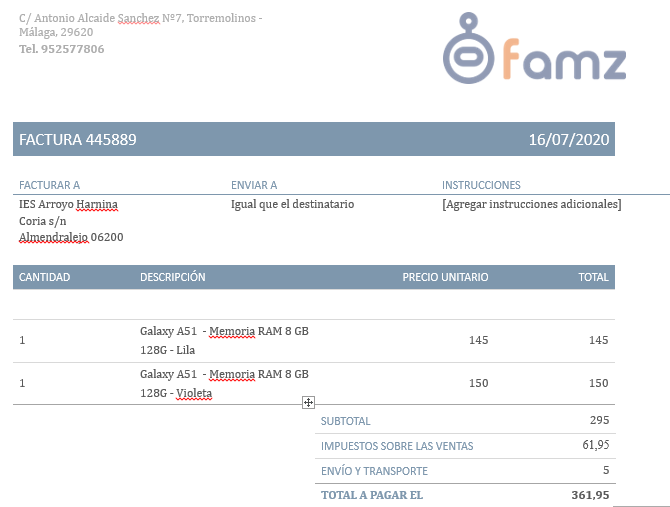 C/ Antonio Alcaide Sanchez Nº7, Torremolinos -
Málaga, 29620
Tel. 952577806
famz
FACTURA 445889 16/07/2020
FACTURAR A ENVIAR A INSTRUCCIONES
IES Arroyo Harnina Igual que el destinatario [Agregar instrucciones adicionales]
Coria s/n
Almendralejo 06200
CANTIDAD DESCRIPCIÓN PRECIO UNITARIO TOTAL
1 Galaxy A51 - Memoria RAM 8 GB 145 145
128G - Lila
1 Galaxy A51 - Memoria RAM 8 GB 150 150
128G - Violeta
SUBTOTAL 295
IMPUESTOS SOBRE LAS VENTAS 61,95
ENVÍO Y TRANSPORTE 5
TOTAL A PAGAR EL 361,95